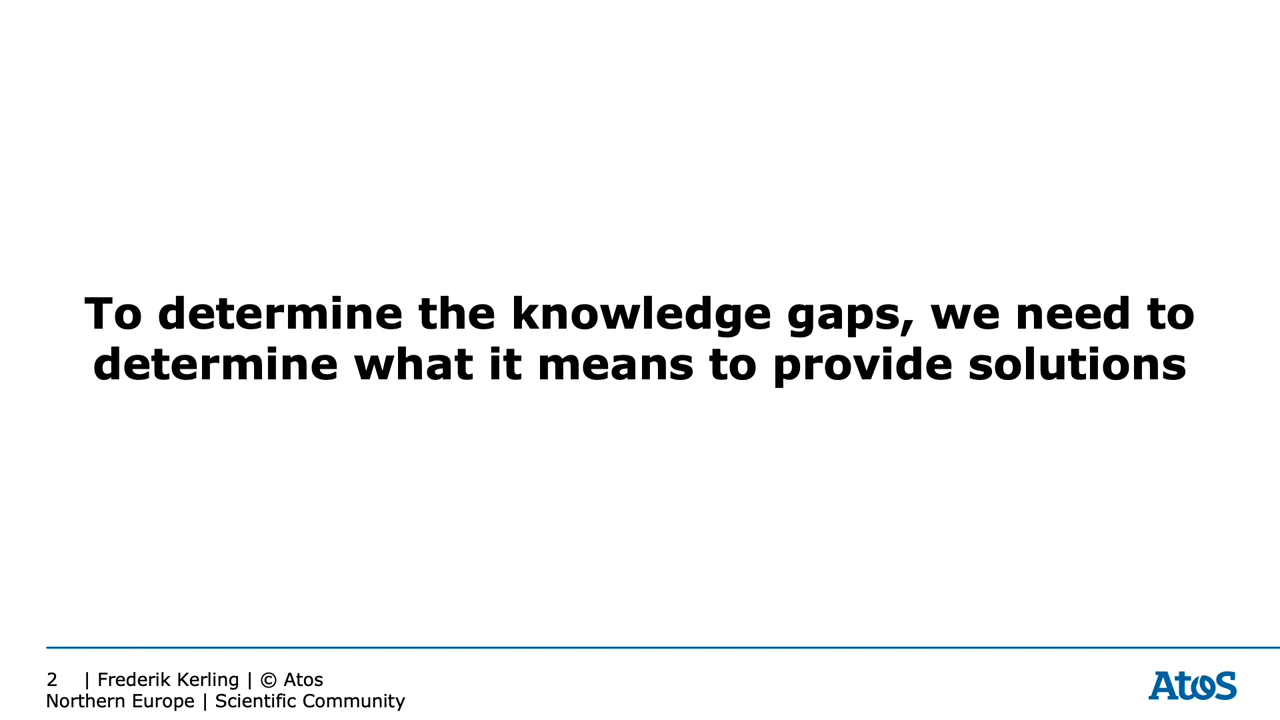 To determine the knowledge gaps, we need to
determine what it means to provide solutions
2 | Frederik Kerling | © Atos
Northern Europe | Scientific Community
Atos